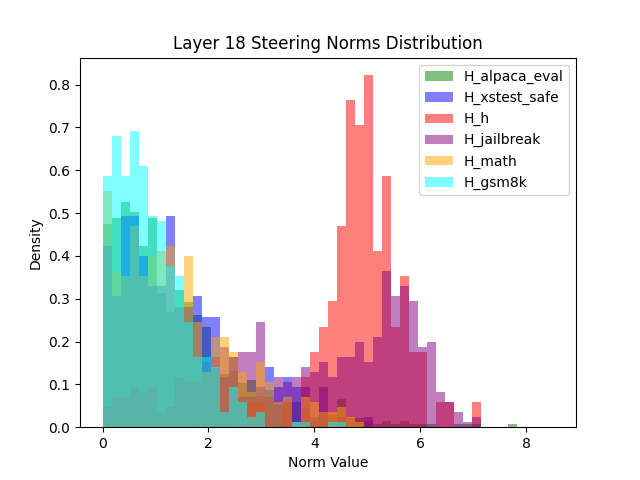 Layer 18 Steering Norms Distribution
H_alpaca_eval
H_xstest_safe
H_h
H_jailbreak
H_math
H_gsm8k
Density
0.8
0.7
0.6
0.5
0.4
0.3
0.2
0.1
0.0
0 2 4 6 8
Norm Value